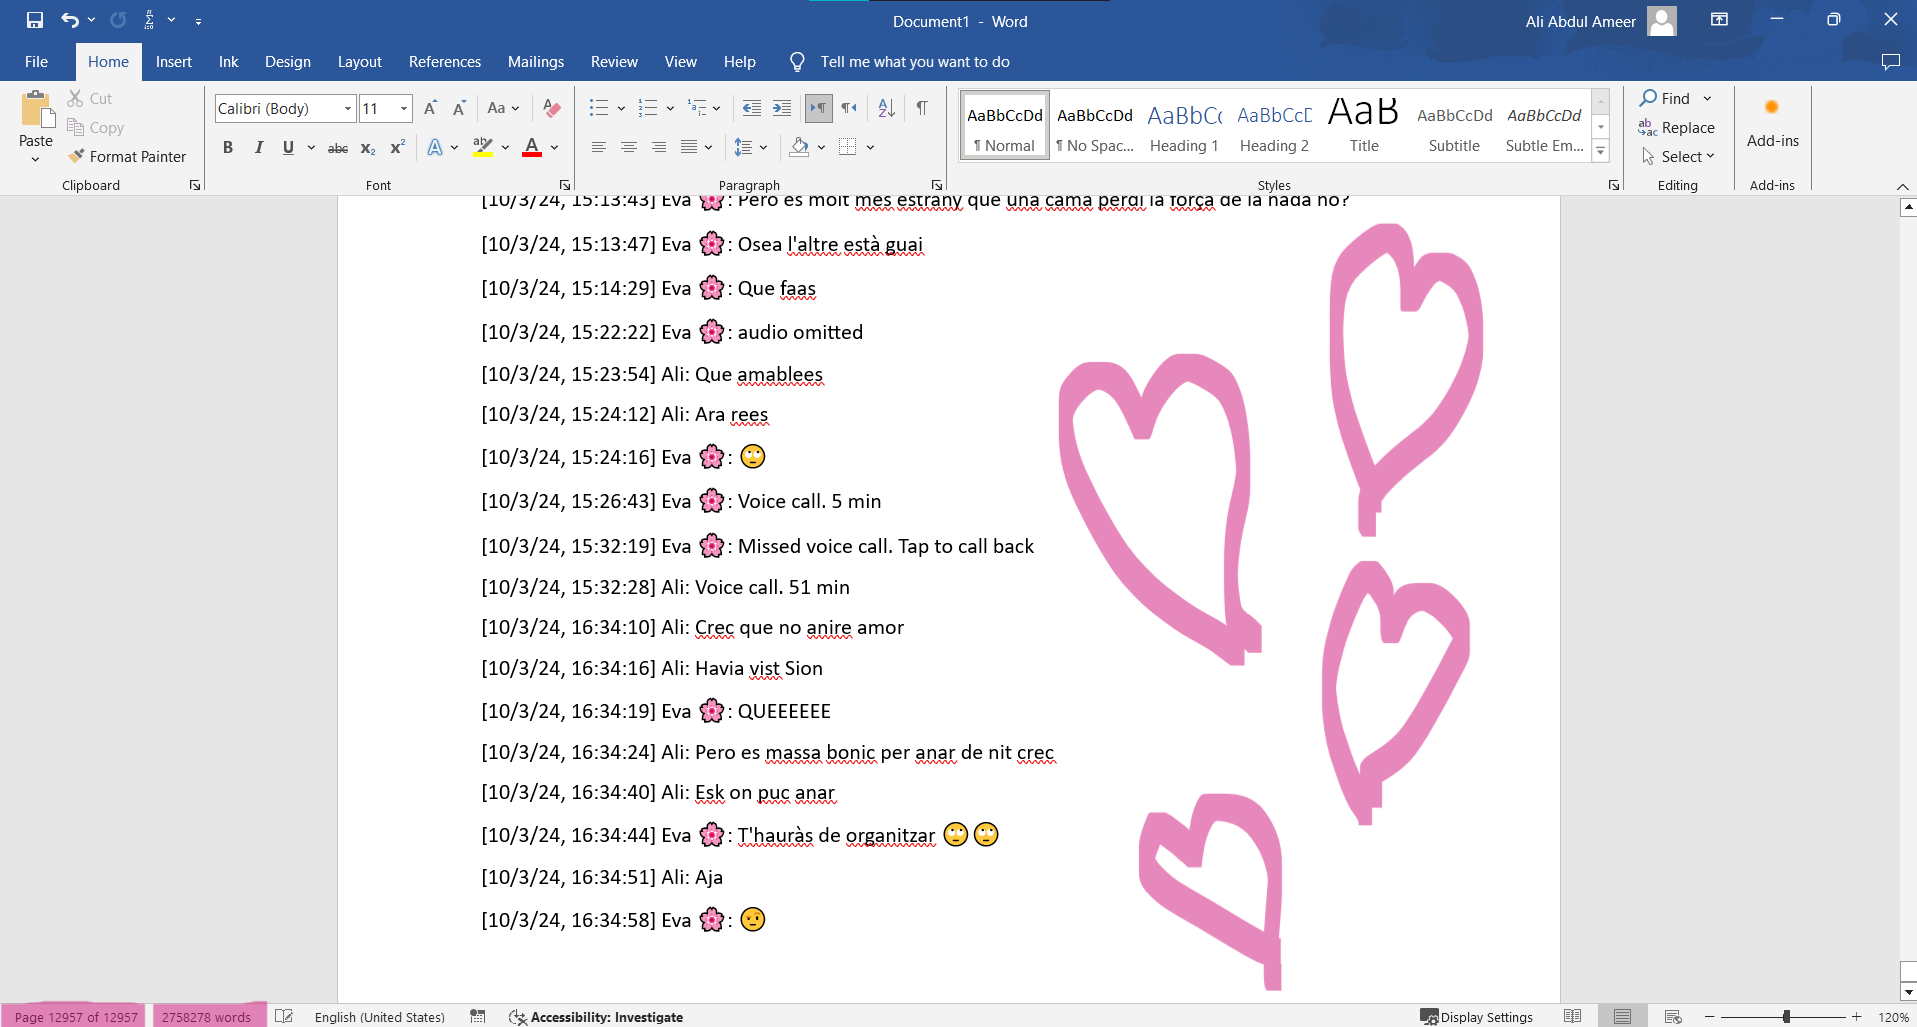 Document1 - Word
Ali Abdul Ameer
File Home Insert Ink Design Layout References Mailings Review View Help Tell me what you want to do
Paste
Cut
Copy
Format Painter
Clipboard
Calibri (Body) 11
Font
Paragraph
AaBbCcDd AaBbCcDd AaBbCc AaBbCcD AaB AaBbCcDd AaBbCcDd
¶ Normal ¶ No Spac... Heading 1 Heading 2 Title Subtitle Subtle Em...
Styles
Find
Replace
Select
Editing
Add-ins
Add-ins
[10/3/24, 15:13:43] Eva 🌸: Pero es molt més estrany que una cama perdi la força de la nada no?
[10/3/24, 15:13:47] Eva 🌸: Osea l'altre està guai
[10/3/24, 15:14:29] Eva 🌸: Que faas
[10/3/24, 15:22:22] Eva 🌸: audio omitted
[10/3/24, 15:23:54] Ali: Que amablees
[10/3/24, 15:24:12] Ali: Ara rees
[10/3/24, 15:24:16] Eva 🌸: 🙄
[10/3/24, 15:26:43] Eva 🌸: Voice call. 5 min
[10/3/24, 15:32:19] Eva 🌸: Missed voice call. Tap to call back
[10/3/24, 15:32:28] Ali: Voice call. 51 min
[10/3/24, 16:34:10] Ali: Crec que no anire amor
[10/3/24, 16:34:16] Ali: Havia vist Sion
[10/3/24, 16:34:19] Eva 🌸: QUEEEEEE
[10/3/24, 16:34:24] Ali: Pero es massa bonic per anar de nit crec
[10/3/24, 16:34:40] Ali: Esk on puc anar
[10/3/24, 16:34:44] Eva 🌸: T'hauràs de organitzar 🙄🙄
[10/3/24, 16:34:51] Ali: Aja
[10/3/24, 16:34:58] Eva 🌸: 🤨
Page 12957 of 12957 2758278 words English (United States) Accessibility: Investigate Display Settings 120%